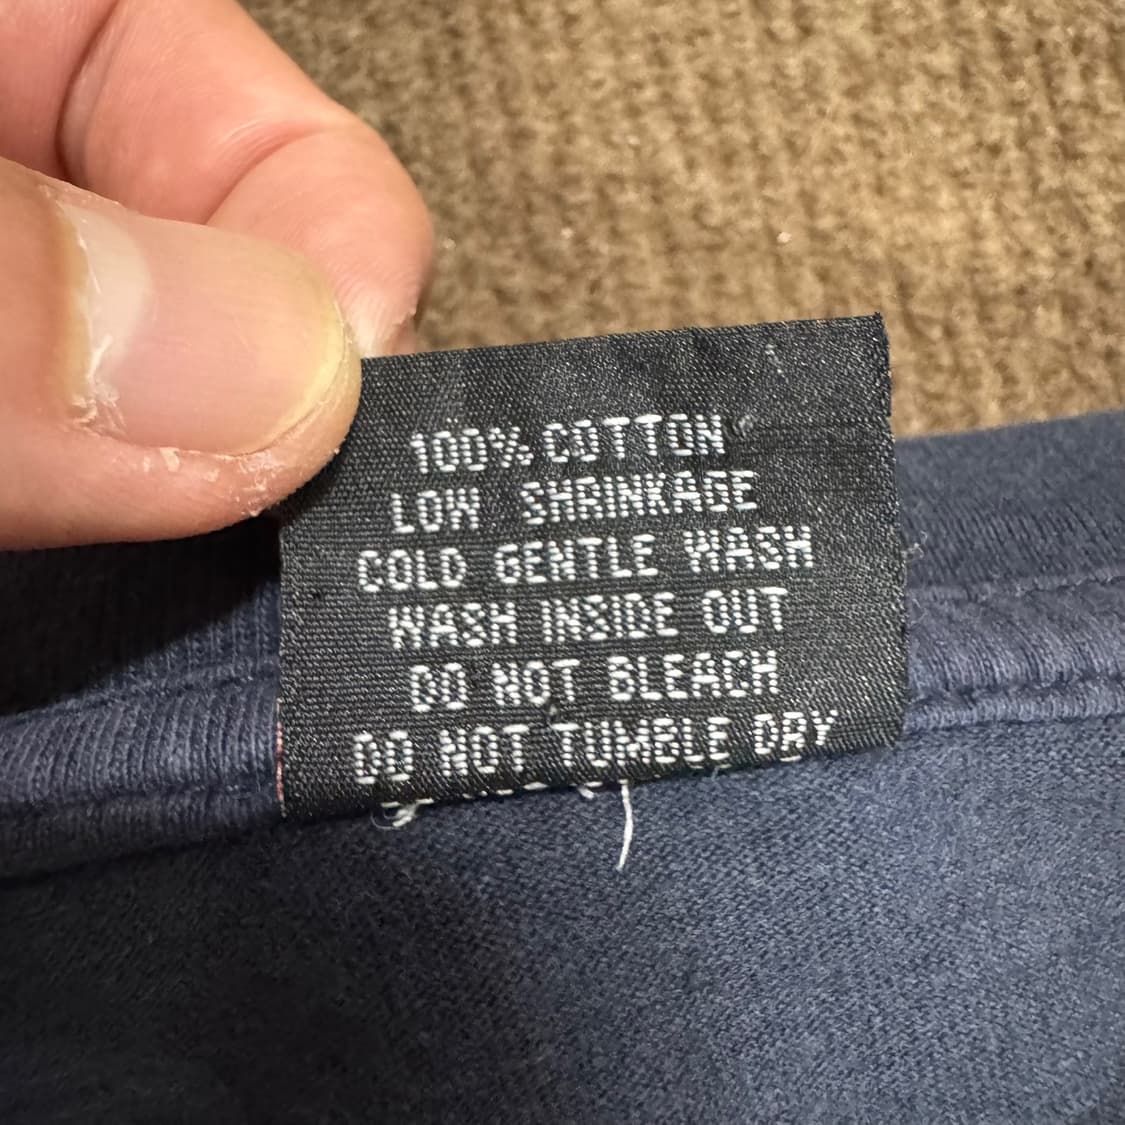 100% COTTON
LOW SHRINKAGE
COLD GENTLE WASH
WASH INSIDE OUT
DO NOT BLEACH
DO NOT TUMBLE DRY